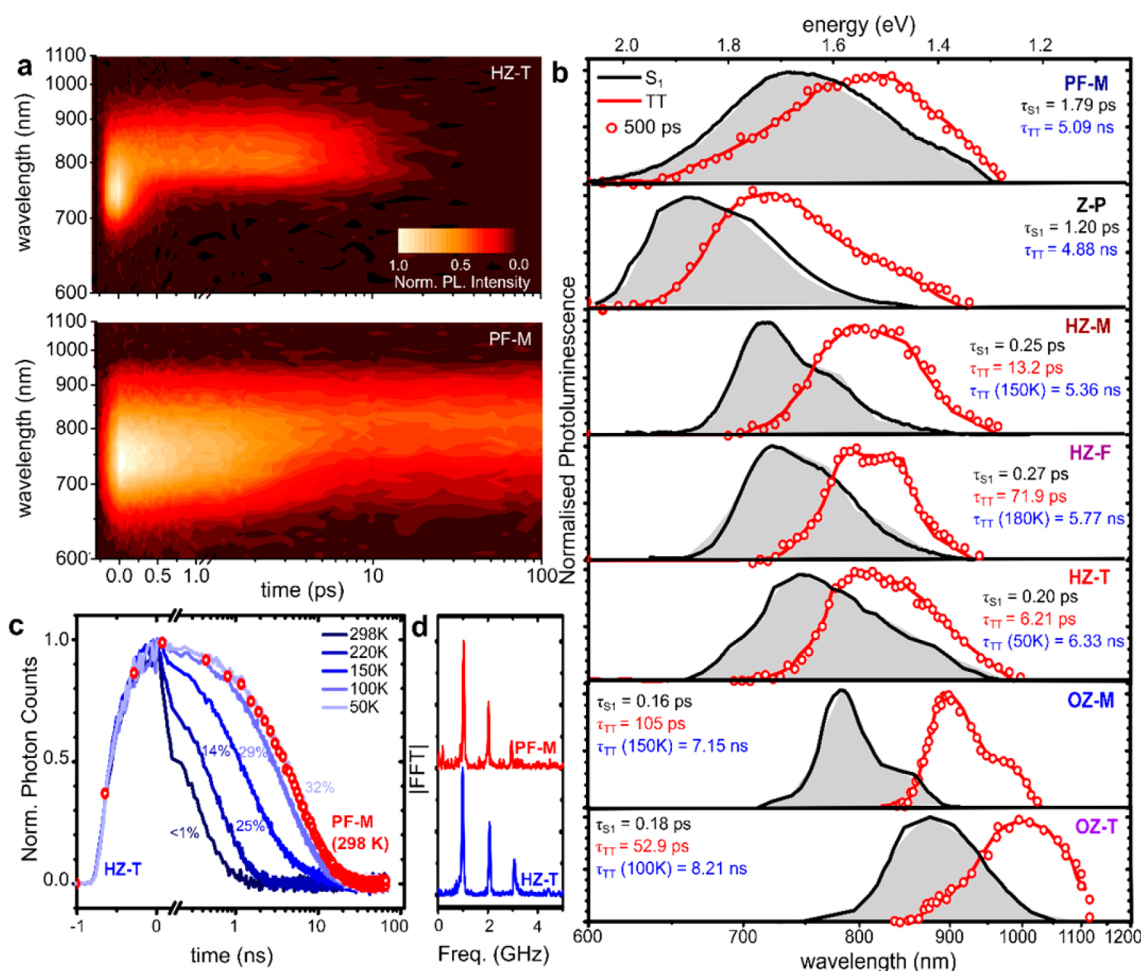 a
HZ-T
1100
1000
900
800
700
600
wavelength (nm)
1.0 0.5 0.0
Norm. PL. Intensity
PF-M
1100
1000
900
800
700
600
wavelength (nm)
0.0 0.5 1.0 10 100
time (ps)
b
energy (eV)
2.0 1.9 1.8 1.7 1.6 1.5 1.4 1.3 1.2
S1
TT
500 ps
PF-M
τS1 = 1.79 ps
τTT = 5.09 ns
Z-P
τS1 = 1.20 ps
τTT = 4.88 ns
HZ-M
τS1 = 0.25 ps
τTT = 13.2 ps
τTT (150K) = 5.36 ns
HZ-F
τS1 = 0.27 ps
τTT = 71.9 ps
τTT (180K) = 5.77 ns
HZ-T
τS1 = 0.20 ps
τTT = 6.21 ps
τTT (50K) = 6.33 ns
OZ-M
τS1 = 0.16 ps
τTT = 105 ps
τTT (150K) = 7.15 ns
OZ-T
τS1 = 0.18 ps
τTT = 52.9 ps
τTT (100K) = 8.21 ns
Normalised Photoluminescence
600 700 800 900 1000 1100 1200
wavelength (nm)
c
1.0
0.5
0.0
Norm. Photon Counts
298K
220K
150K
100K
50K
14%
29%
32%
<1%
25%
PF-M
(298 K)
HZ-T
-1 0 1 10 100
time (ns)
d
|FFT|
PF-M
HZ-T
0 2 4
Freq. (GHz)